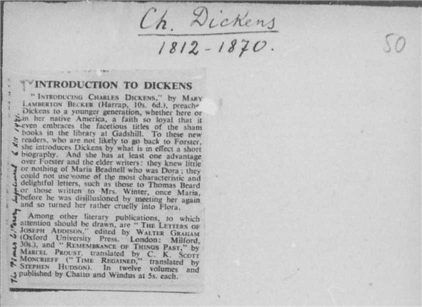 Ch. Dickens
1812-1870.
50
INTRODUCTION TO DICKENS
"INTRODUCING CHARLES DICKENS," by MARY
LAMBERTON BECKER (Harrap, 10s. 6d.), preaches
Dickens to a younger generation, whether here or
in her native America, a faith so loyal that it
even embraces the facetious titles of the sham
books in the library at Gadshill. To these new
readers, who are not likely to go back to Forster,
she introduces Dickens by what is in effect a short
biography. And she has at least one advantage
over Forster and the elder writers: they knew little
or nothing of Maria Beadnell who was Dora; they
could not use some of the most characteristic and
delightful letters, such as those to Thomas Beard
or those written to Mrs. Winter, once Maria,
before he was disillusioned by meeting her again
and so turned her rather cruelly into Flora.
Among other literary publications, to which
attention should be drawn, are "THE LETTERS OF
JOSEPH ADDISON," edited by WALTER GRAHAM
(Oxford University Press. London: Milford,
30s.), and "REMEMBRANCE OF THINGS PAST," by
MARCEL PROUST, translated by C. K. SCOTT
MONCRIEFF ("TIME REGAINED," translated by
STEPHEN HUDSON). In twelve volumes and
published by Chatto and Windus at 5s. each.
The Times